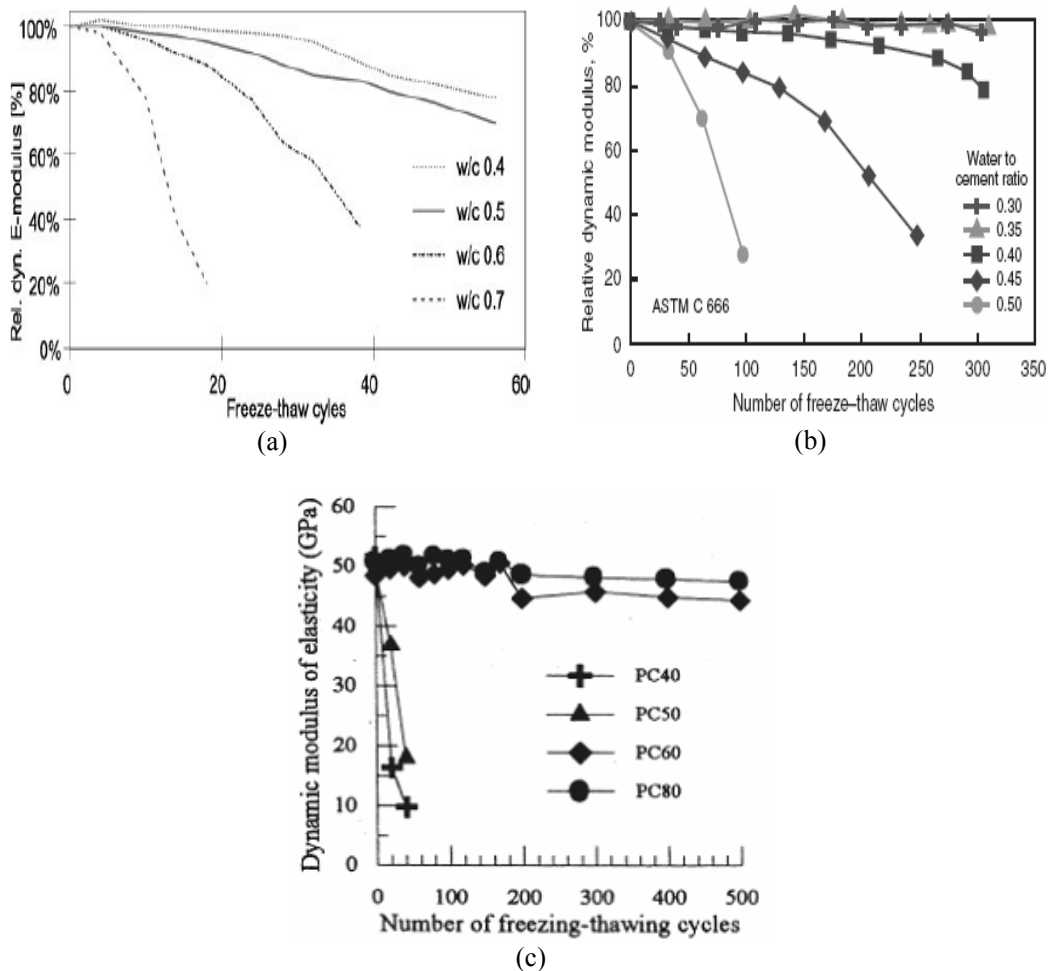 Rel. dyn. E-modulus [%]
100%
80%
60%
40%
20%
0%
w/c 0.4
w/c 0.5
w/c 0.6
w/c 0.7
0
20
40
60
Freeze-thaw cyles
(a)
Relative dynamic modulus, %
100
80
60
40
20
0
Water to
cement ratio
0.30
0.35
0.40
0.45
0.50
ASTM C 666
0
50
100
150
200
250
300
350
Number of freeze–thaw cycles
(b)
Dynamic modulus of elasticity (GPa)
60
50
40
30
20
10
0
PC40
PC50
PC60
PC80
0
100
200
300
400
500
Number of freezing-thawing cycles
(c)